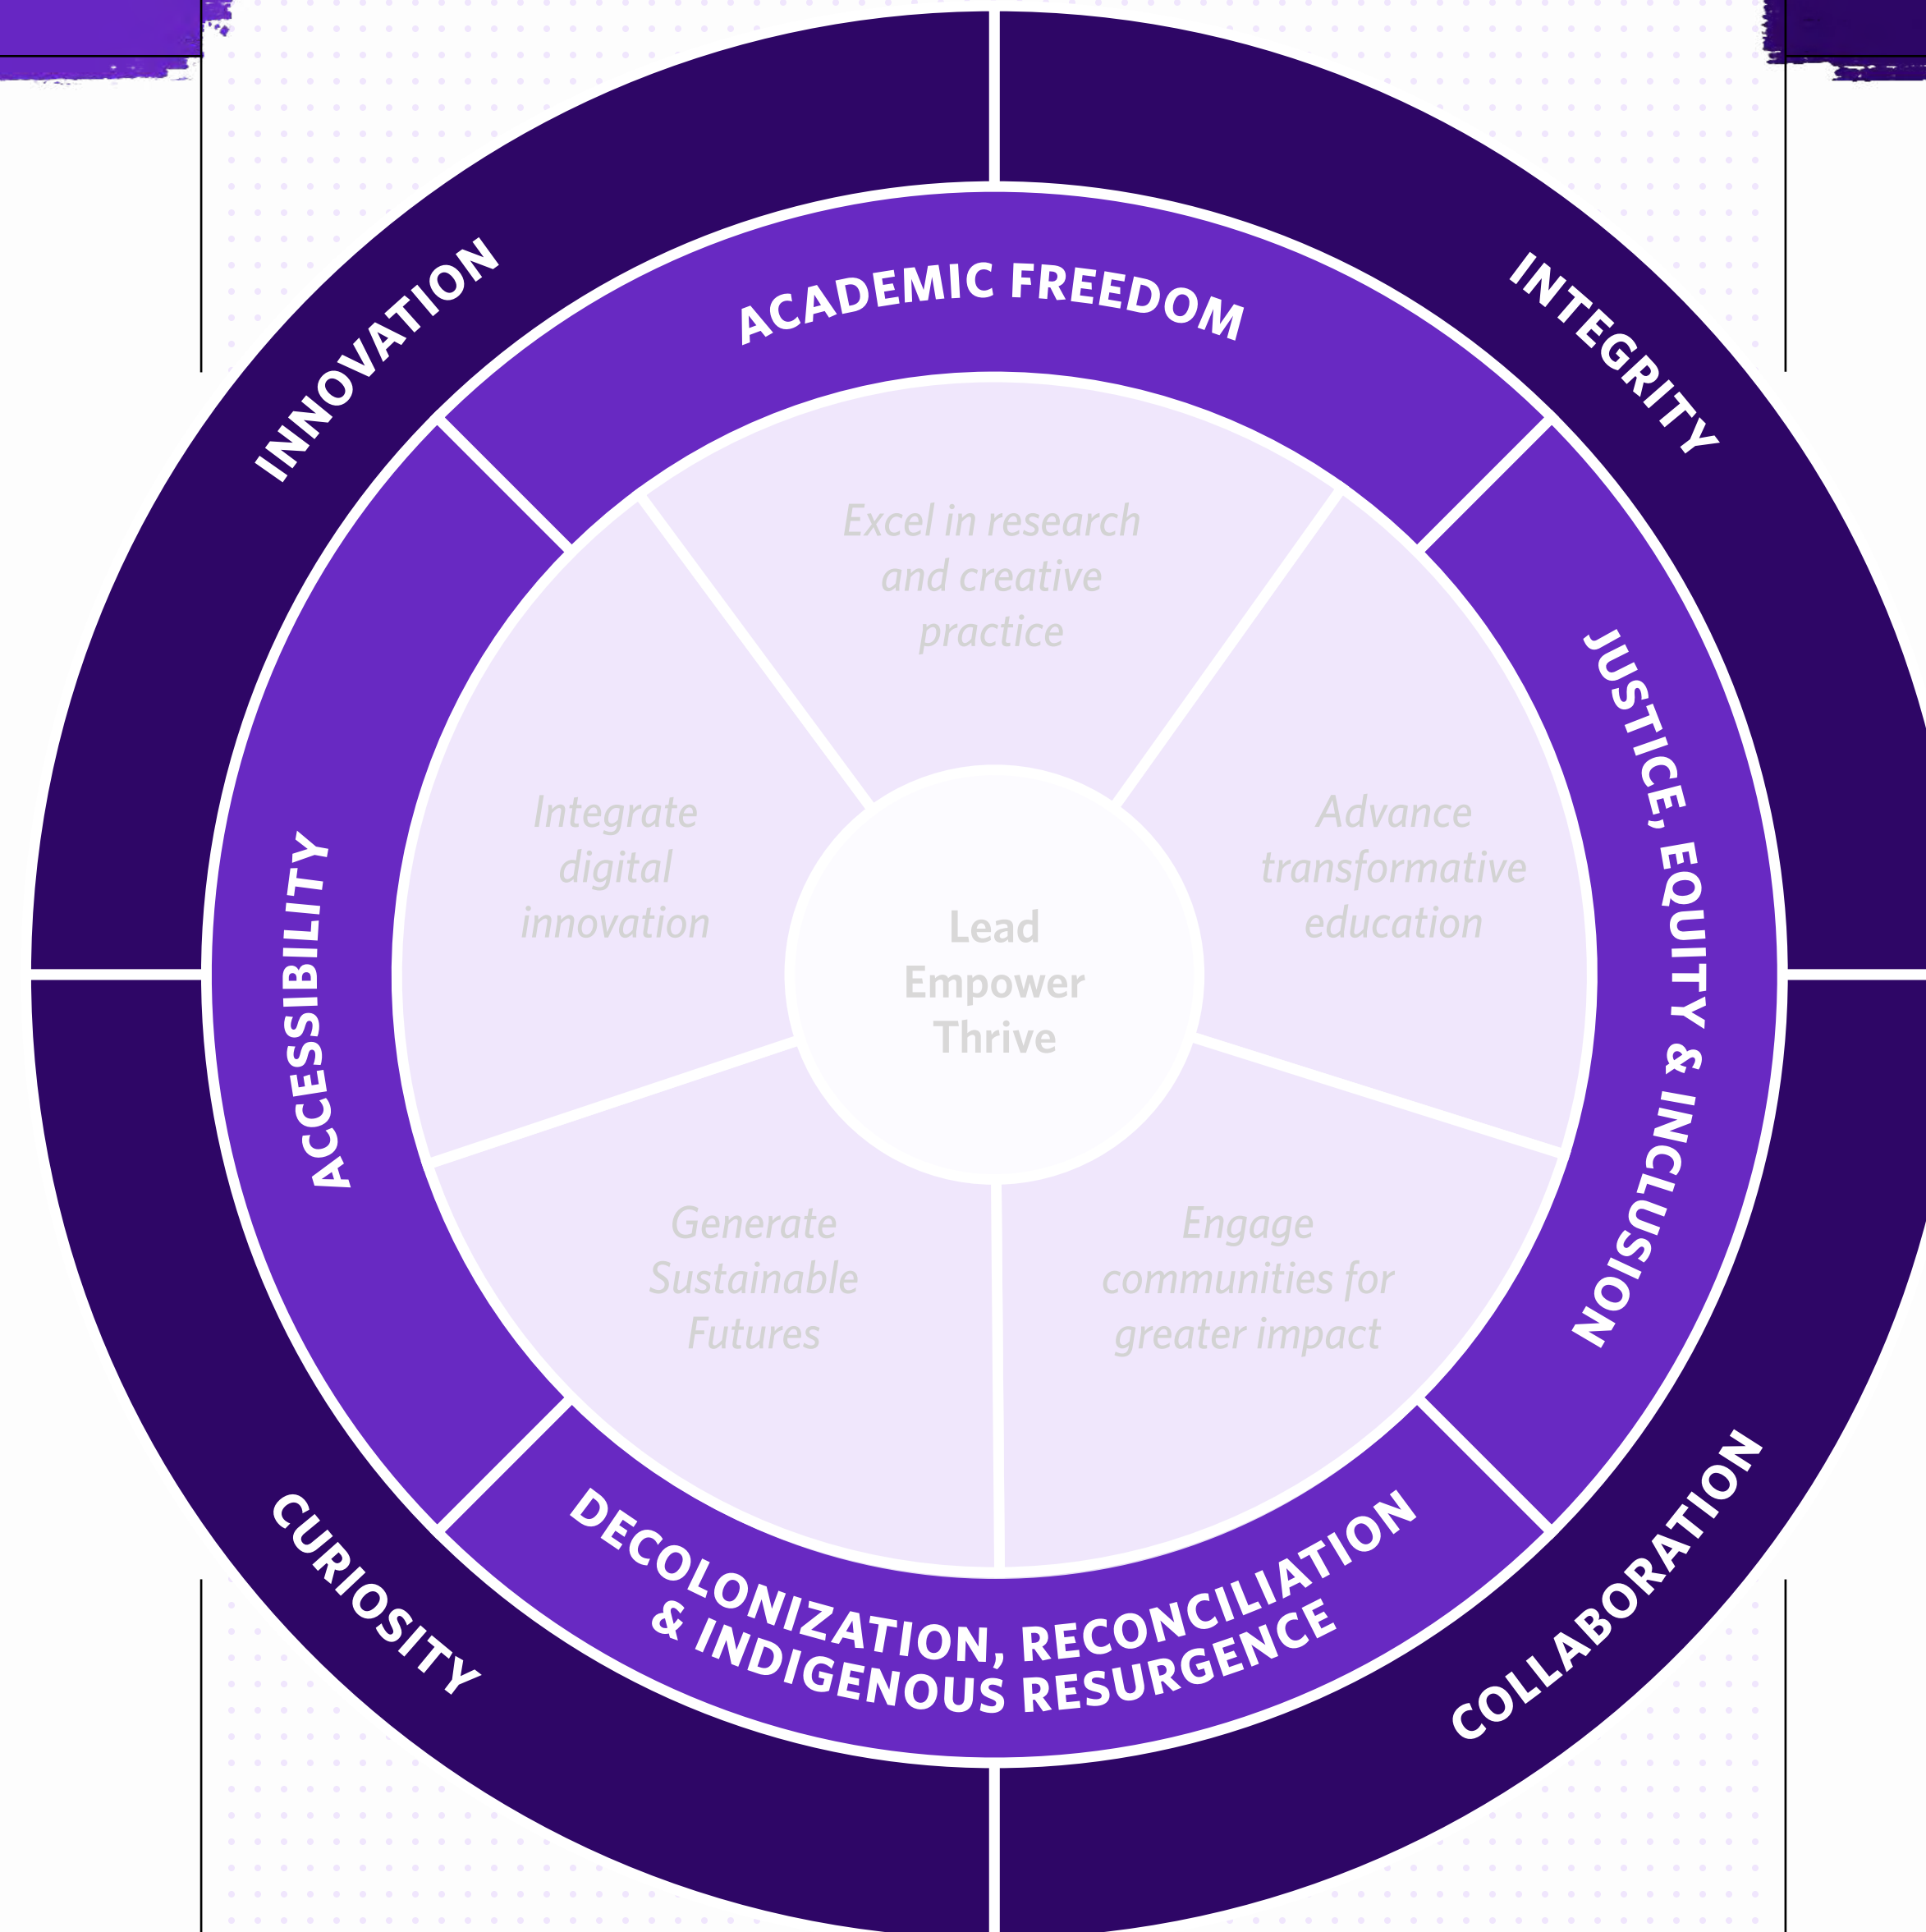 INNOVATION
INTEGRITY
ACADEMIC FREEDOM
JUSTICE, EQUITY & INCLUSION
ACCESSIBILITY
Excel in research
and creative
practice
Integrate
digital
innovation
Advance
transformative
education
Lead
Empower
Thrive
Generate
Sustainable
Futures
Engage
communities for
greater impact
DECOLONIZATION, RECONCILIATION
& INDIGENOUS RESURGENCE
CURIOSITY
COLLABORATION